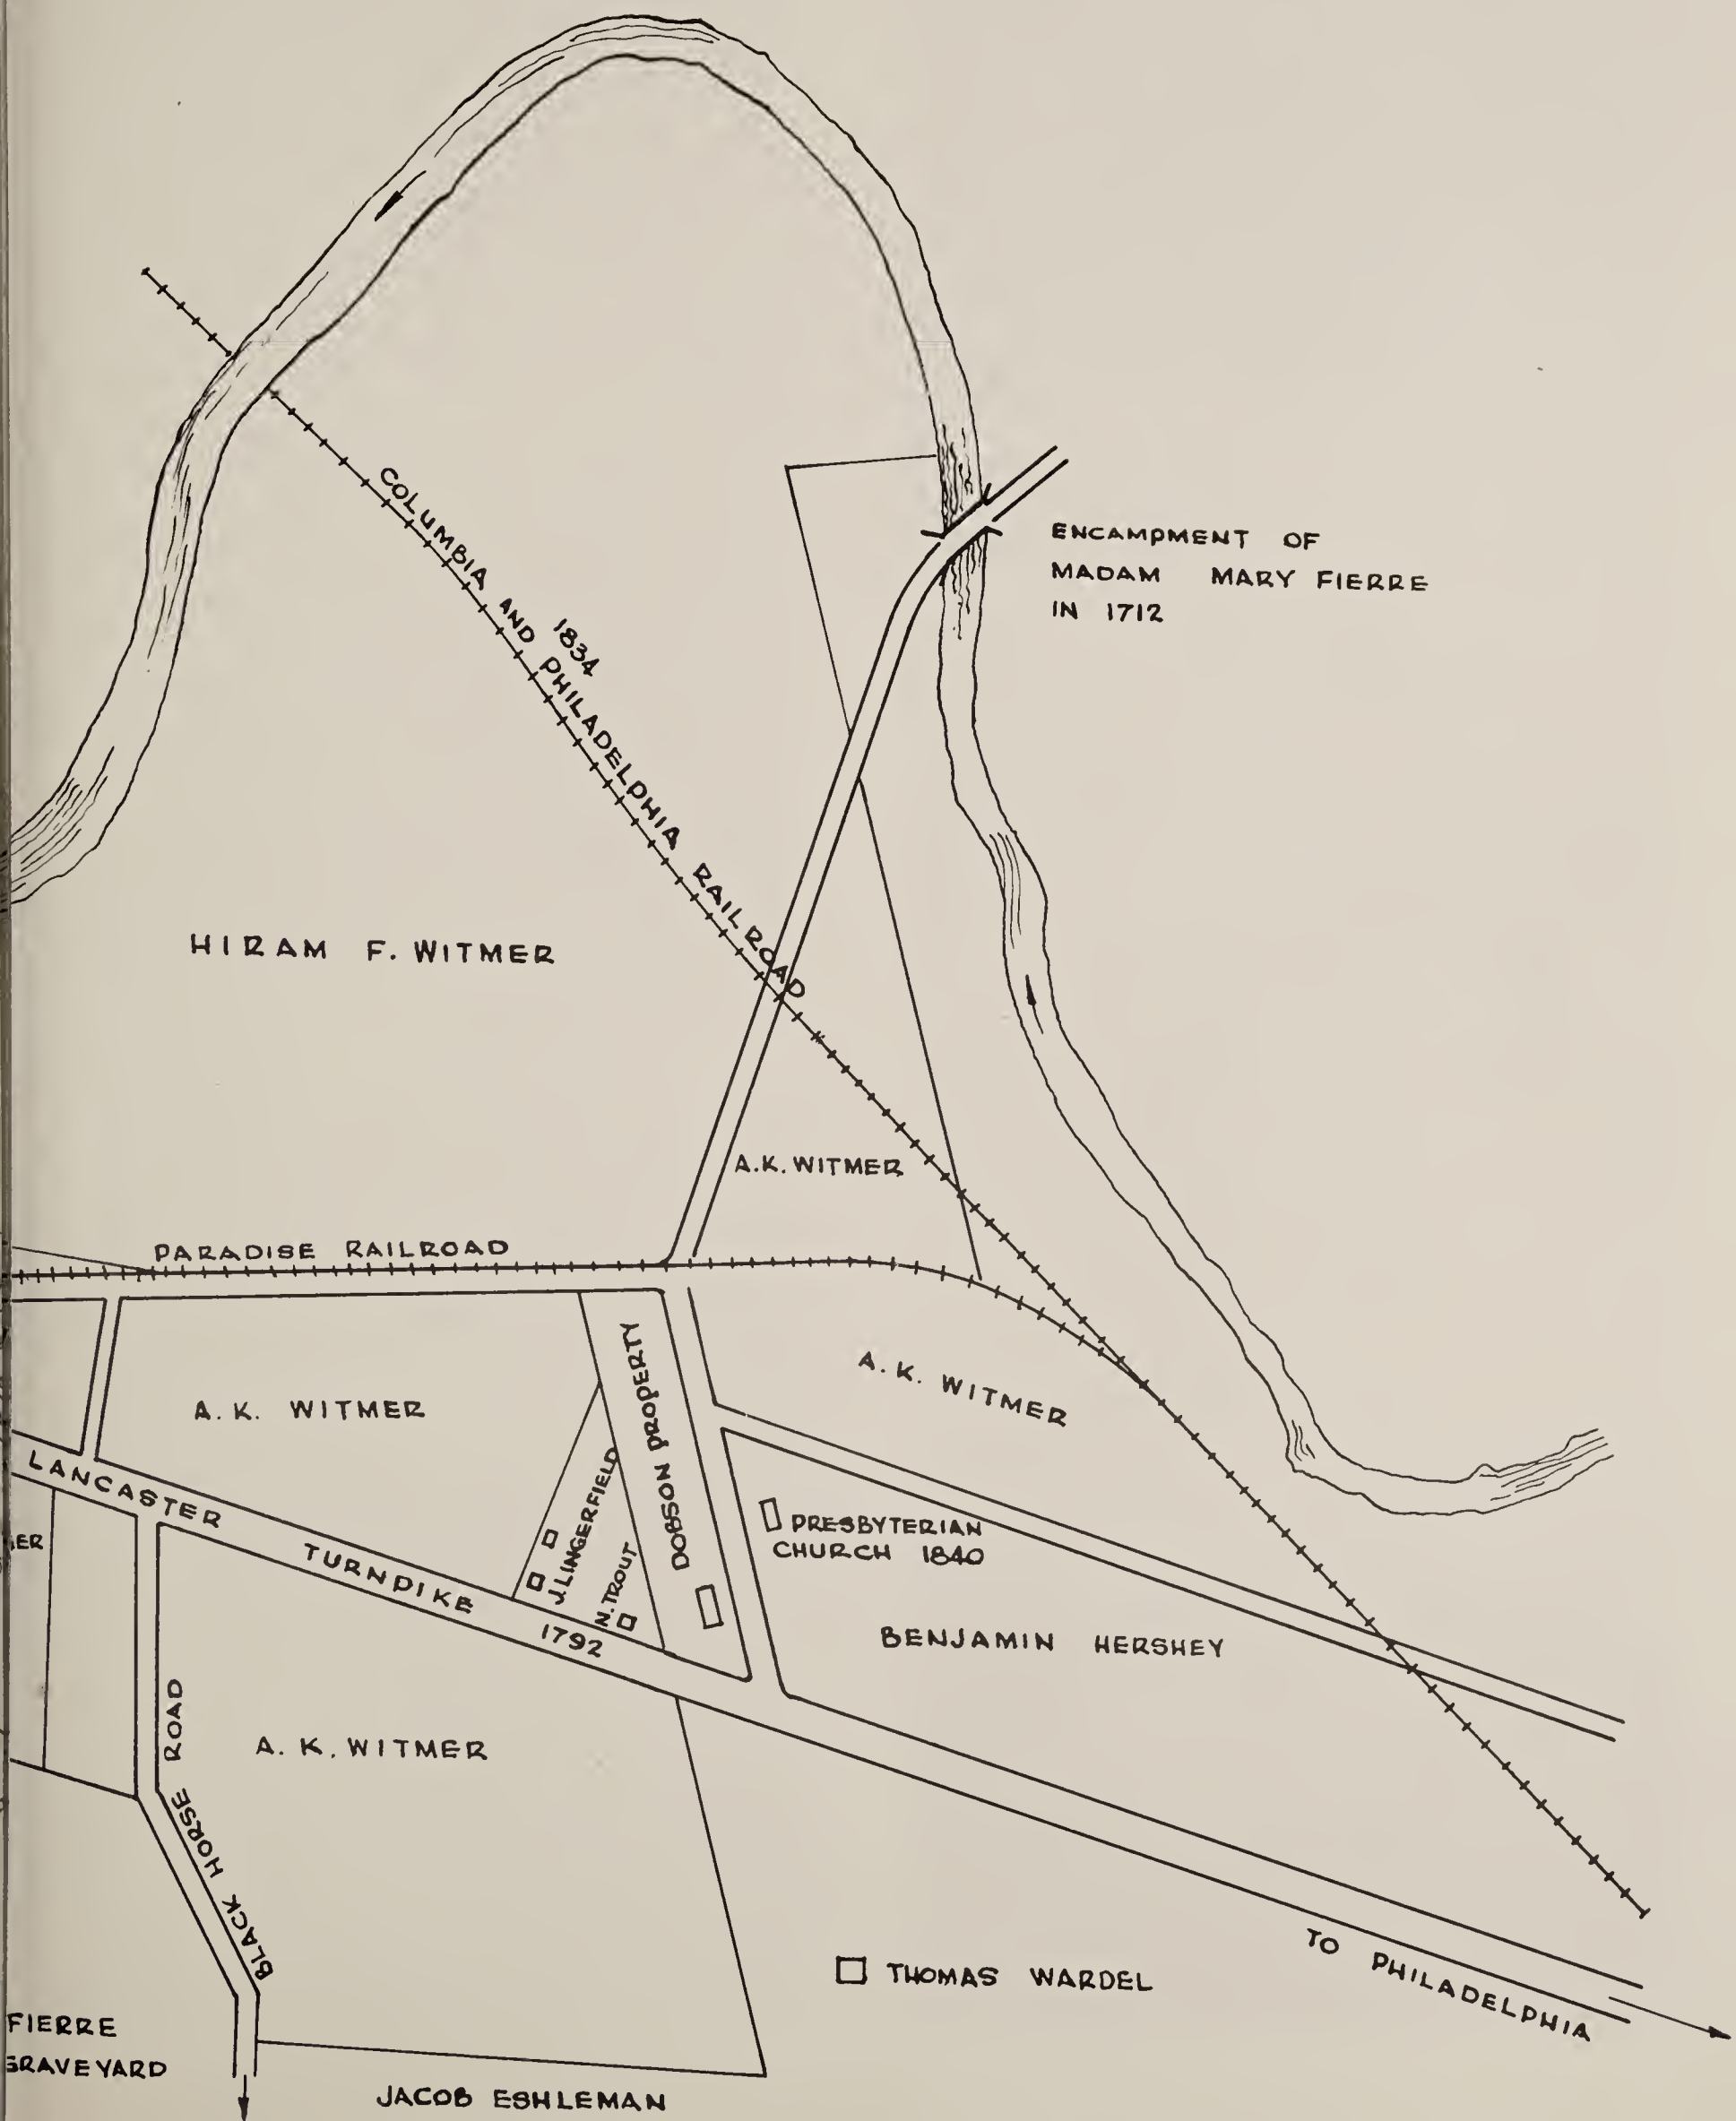 ENCAMPMENT OF
MADAM MARY FIERRE
IN 1712
1834
COLUMBIA AND PHILADELPHIA RAILROAD
HIRAM F. WITMER
A.K. WITMER
PARADISE RAILROAD
A. K. WITMER
A. K. WITMER
DOBSON PROPERTY
J. LINGERFIELD
N. TROUT
LANCASTER TURNPIKE
1792
PRESBYTERIAN
CHURCH 1840
BENJAMIN HERSHEY
ER
A. K. WITMER
BLACK HORSE ROAD
THOMAS WARDEL
TO PHILADELPHIA
FIERRE
GRAVEYARD
JACOB ESHLEMAN